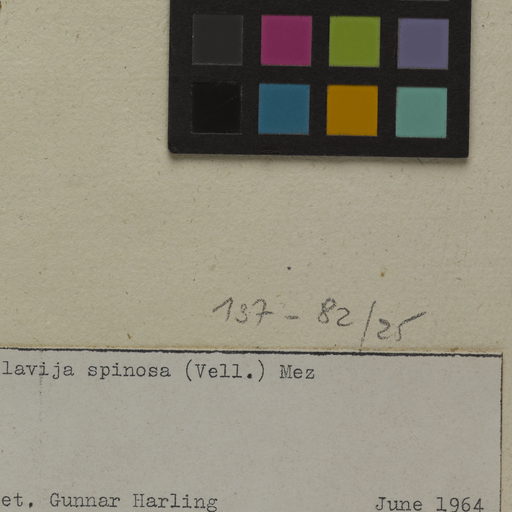 137-82/25
lavija spinosa (Vell.) Mez
et. Gunnar Harling June 1964